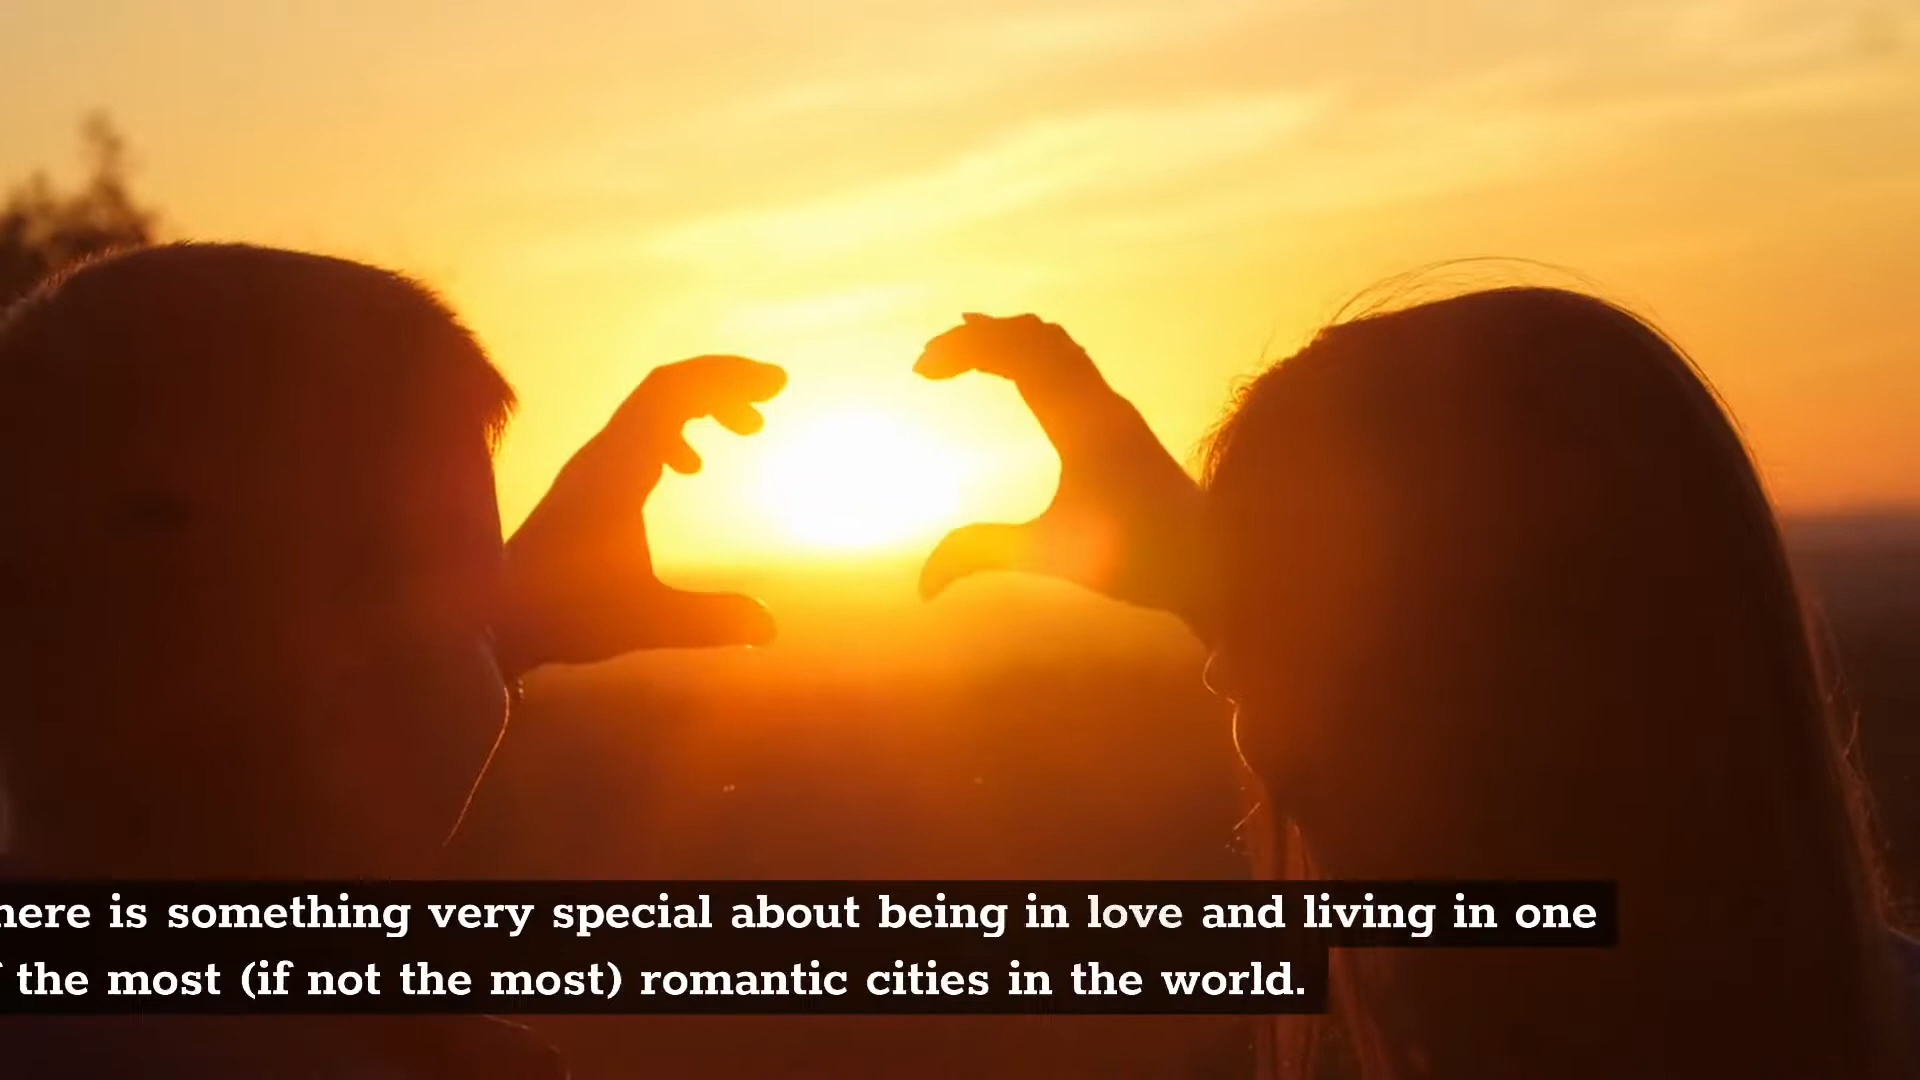 here is something very special about being in love and living in one
the most (if not the most) romantic cities in the world.